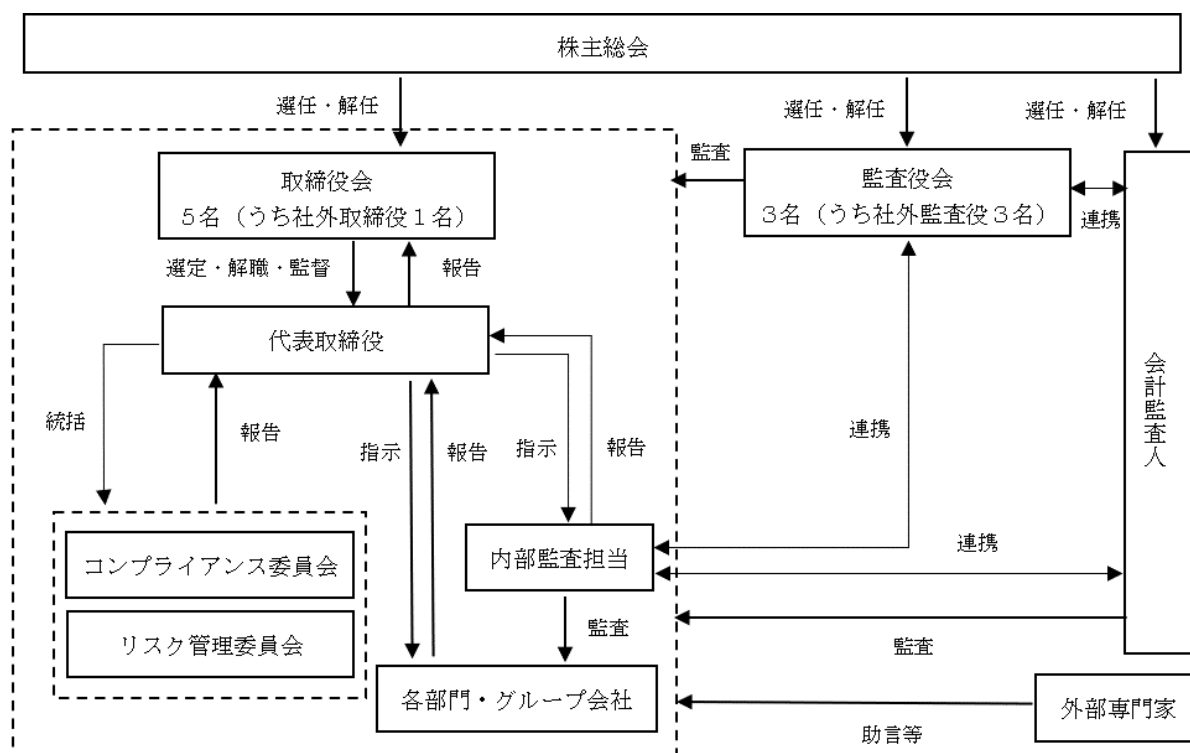 株主総会
選任・解任
選任・解任
選任・解任
取締役会
５名（うち社外取締役１名）
監査
監査役会
３名（うち社外監査役３名）
連携
選定・解職・監督
報告
代表取締役
会計監査人
統括
報告
指示
報告
指示
報告
連携
コンプライアンス委員会
内部監査担当
連携
リスク管理委員会
監査
監査
各部門・グループ会社
外部専門家
助言等